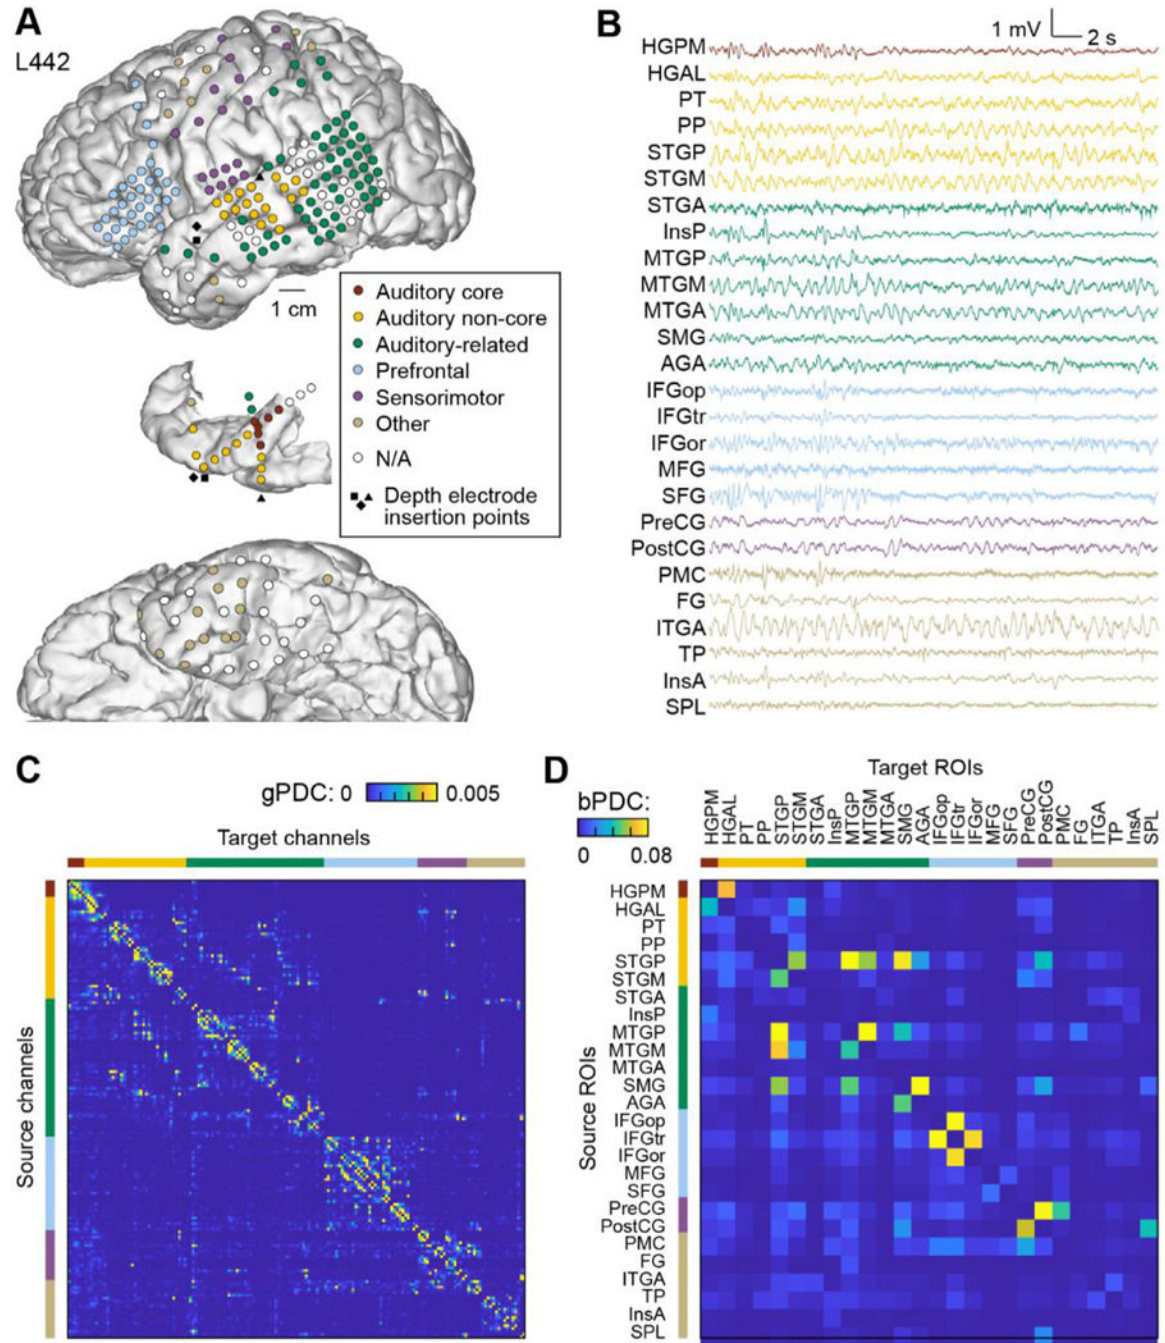 A
L442
1 cm
Auditory core
Auditory non-core
Auditory-related
Prefrontal
Sensorimotor
Other
N/A
Depth electrode
insertion points
B
1 mV
2 s
HGPM
HGAL
PT
PP
STGP
STGM
STGA
InsP
MTGP
MTGM
MTGA
SMG
AGA
IFGop
IFGtr
IFGor
MFG
SFG
PreCG
PostCG
PMC
FG
ITGA
TP
InsA
SPL
C
gPDC: 0 0.005
Target channels
Source channels
D
Target ROIs
bPDC:
0 0.08
HGPM
HGAL
PT
PP
STGP
STGM
STGA
InsP
MTGP
MTGM
MTGA
SMG
AGA
IFGop
IFGtr
IFGor
MFG
SFG
PreCG
PostCG
PMC
FG
ITGA
TP
InsA
SPL
Source ROIs
HGPM
HGAL
PT
PP
STGP
STGM
STGA
InsP
MTGP
MTGM
MTGA
SMG
AGA
IFGop
IFGtr
IFGor
MFG
SFG
PreCG
PostCG
PMC
FG
ITGA
TP
InsA
SPL